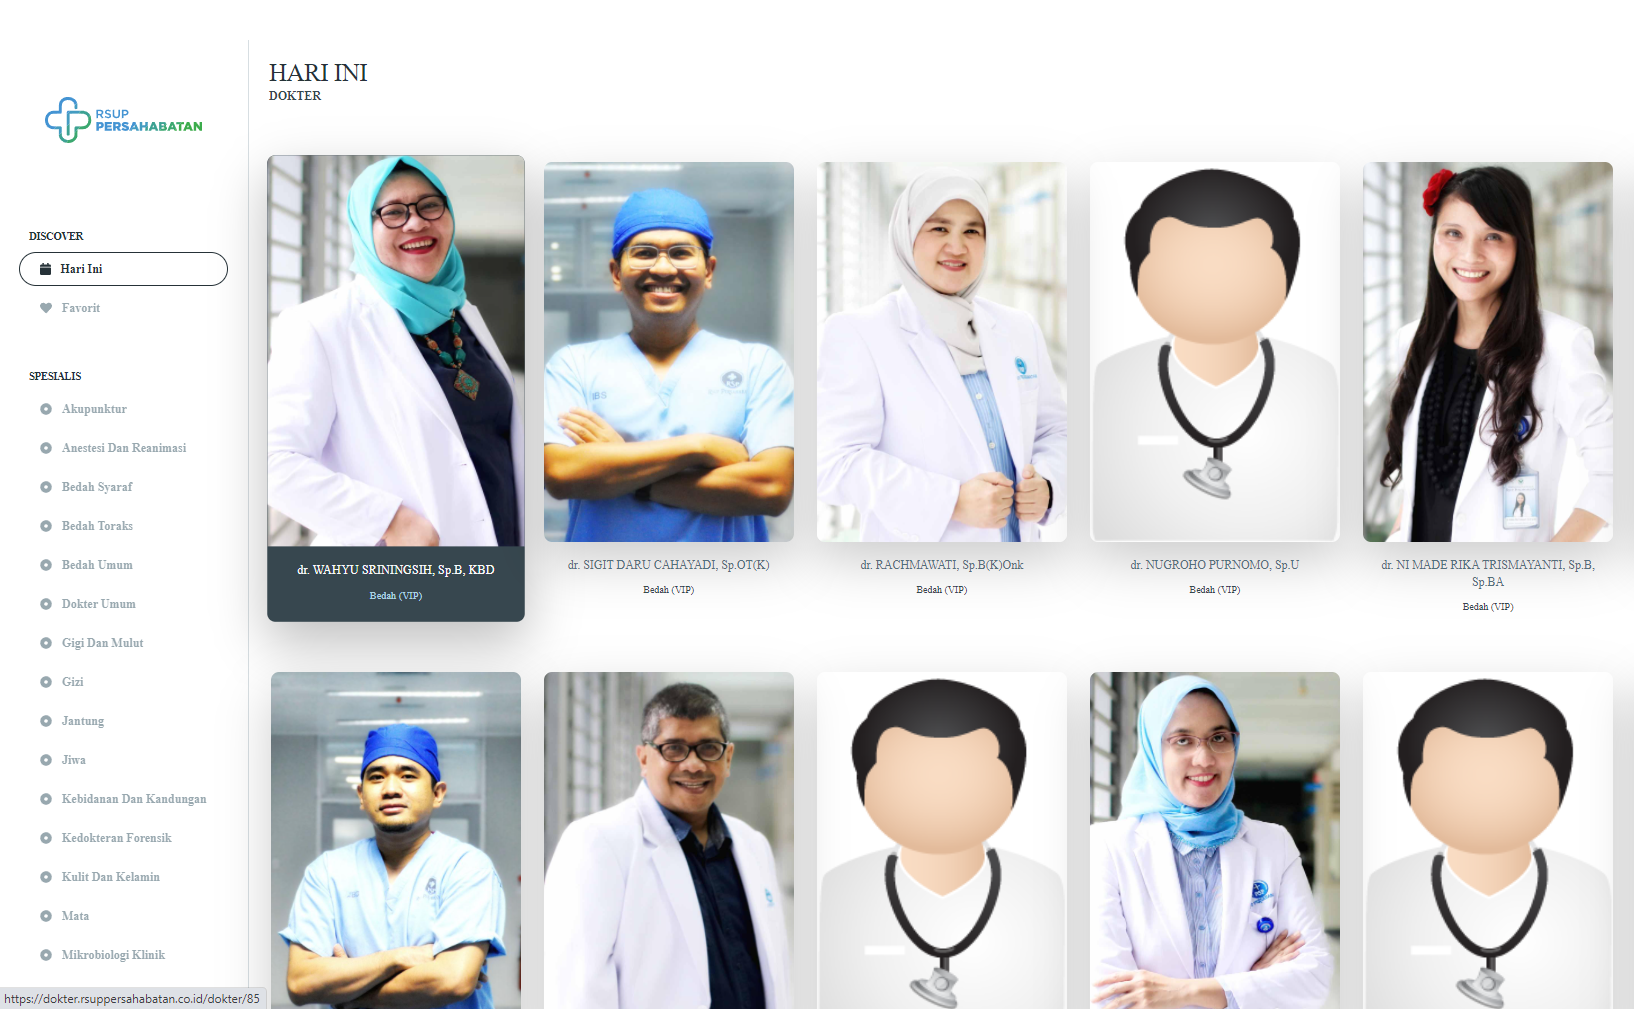 RSUP
PERSAHABATAN
DISCOVER
Hari Ini
Favorit
SPESIALIS
Akupunktur
Anestesi Dan Reanimasi
Bedah Syaraf
Bedah Toraks
Bedah Umum
Dokter Umum
Gigi Dan Mulut
Gizi
Jantung
Jiwa
Kebidanan Dan Kandungan
Kedokteran Forensik
Kulit Dan Kelamin
Mata
Mikrobiologi Klinik
https://dokter.rsuppersahabatan.co.id/dokter/85
HARI INI
DOKTER
dr. WAHYU SRININGSIH, Sp.B, KBD
Bedah (VIP)
dr. SIGIT DARU CAHAYADI, Sp.OT(K)
Bedah (VIP)
dr. RACHMAWATI, Sp.B(K)Onk
Bedah (VIP)
dr. NUGROHO PURNOMO, Sp.U
Bedah (VIP)
dr. NI MADE RIKA TRISMAYANTI, Sp.B,
Sp.BA
Bedah (VIP)
IBS